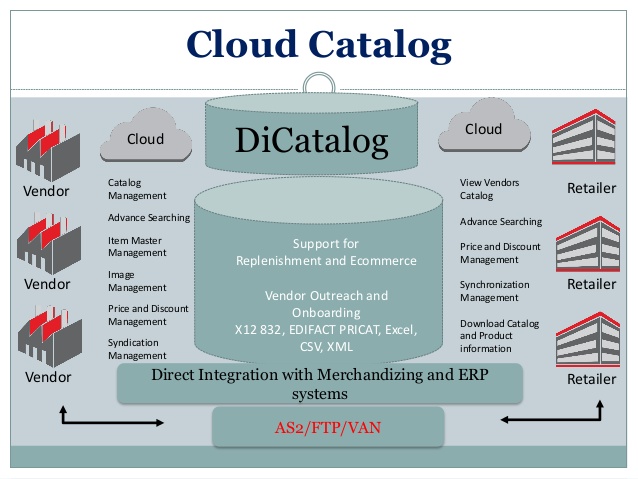 Cloud Catalog
DiCatalog
Cloud
Cloud
Vendor
Vendor
Vendor
Catalog
Management
Advance Searching
Item Master
Management
Image
Management
Price and Discount
Management
Syndication
Management
Support for
Replenishment and Ecommerce
Vendor Outreach and
Onboarding
X12 832, EDIFACT PRICAT, Excel,
CSV, XML
View Vendors
Catalog
Advance Searching
Price and Discount
Management
Synchronization
Management
Download Catalog
and Product
information
Retailer
Retailer
Retailer
Direct Integration with Merchandizing and ERP
systems
AS2/FTP/VAN